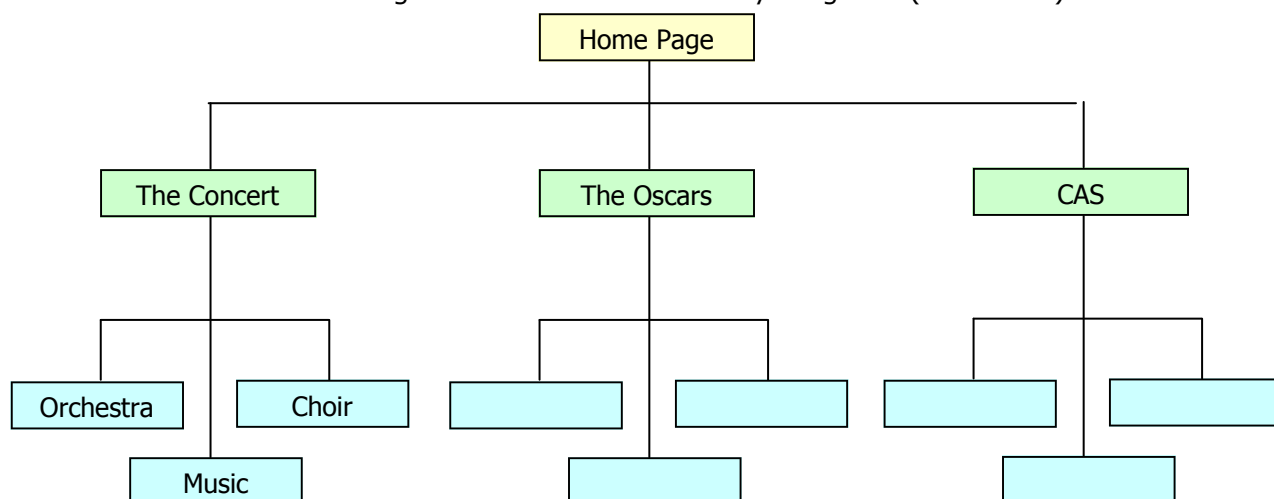 Home Page
The Concert
The Oscars
CAS
Orchestra
Choir
Music